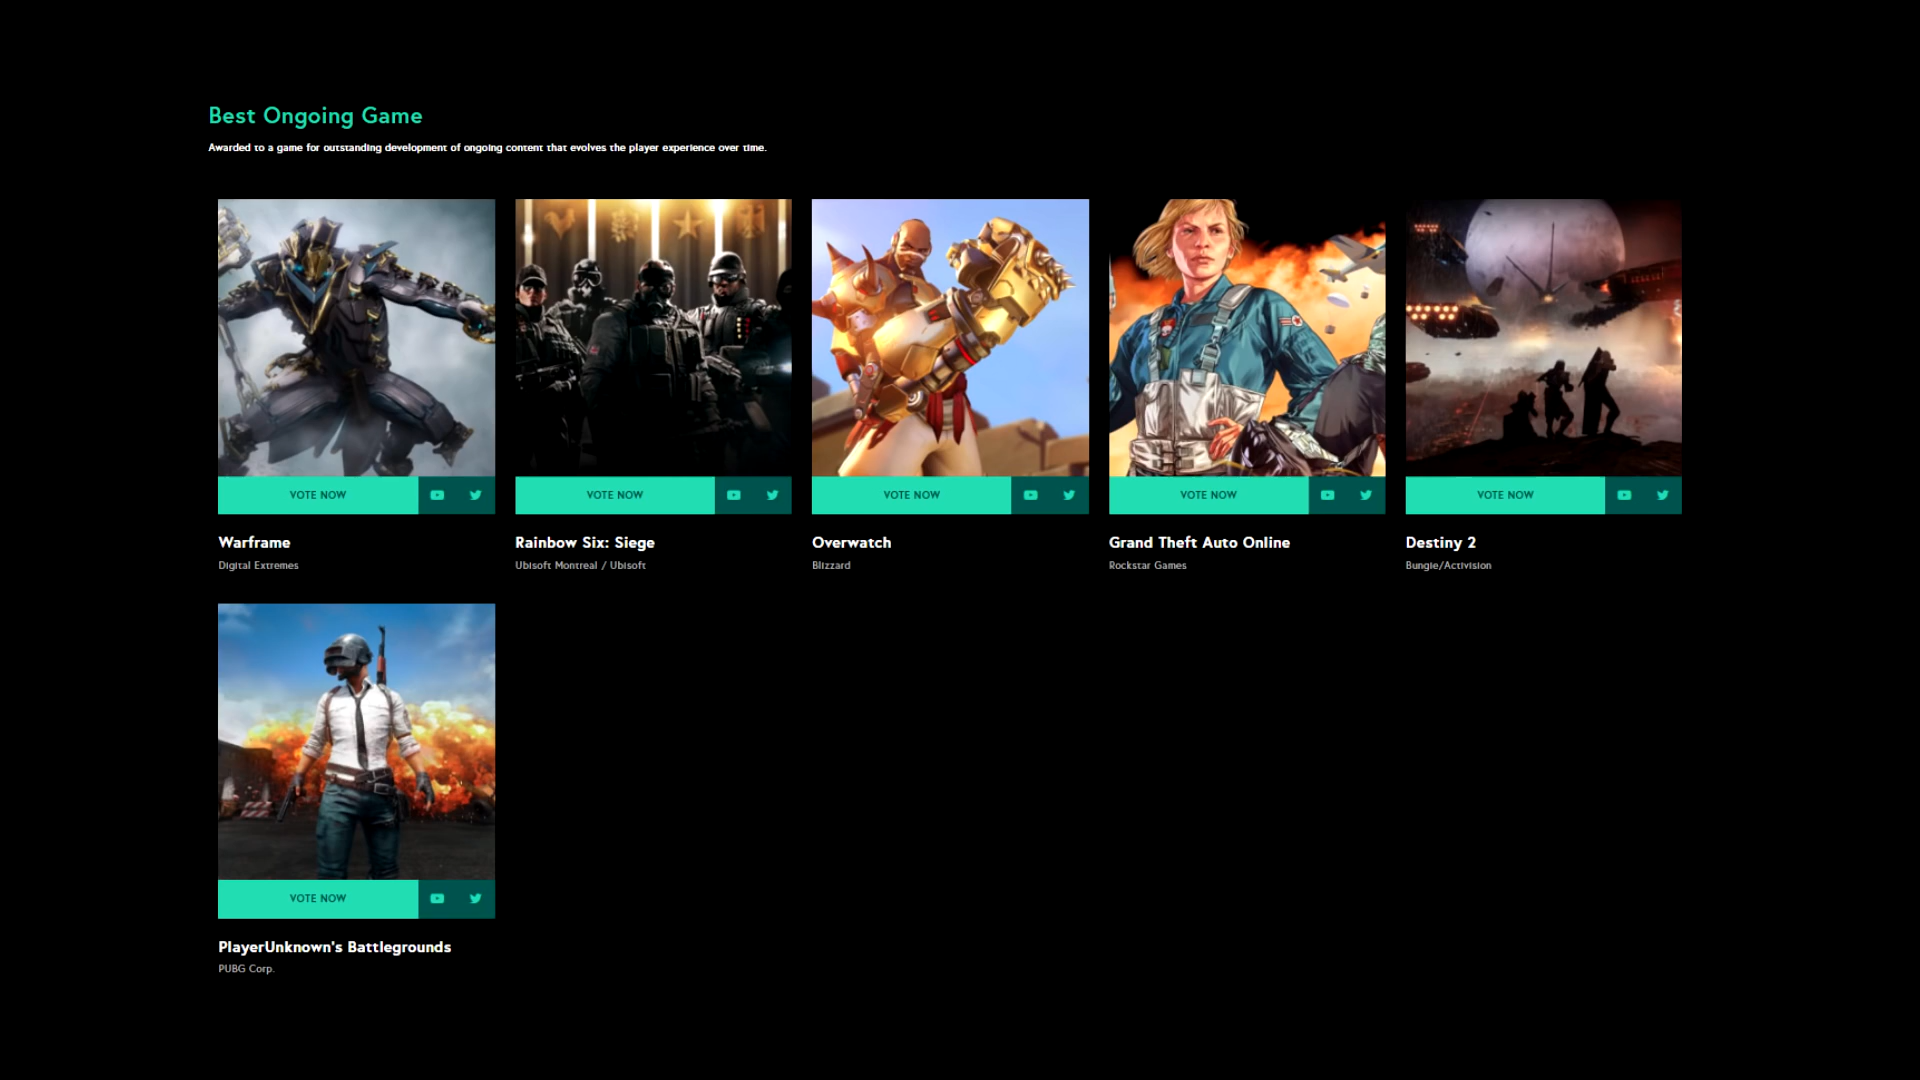 Best Ongoing Game
Awarded to a game for outstanding development of ongoing content that evolves the player experience over time.
VOTE NOW
VOTE NOW
VOTE NOW
VOTE NOW
VOTE NOW
Warframe
Digital Extremes
Rainbow Six: Siege
Ubisoft Montreal / Ubisoft
Overwatch
Blizzard
Grand Theft Auto Online
Rockstar Games
Destiny 2
Bungie/Activision
VOTE NOW
PlayerUnknown's Battlegrounds
PUBG Corp.